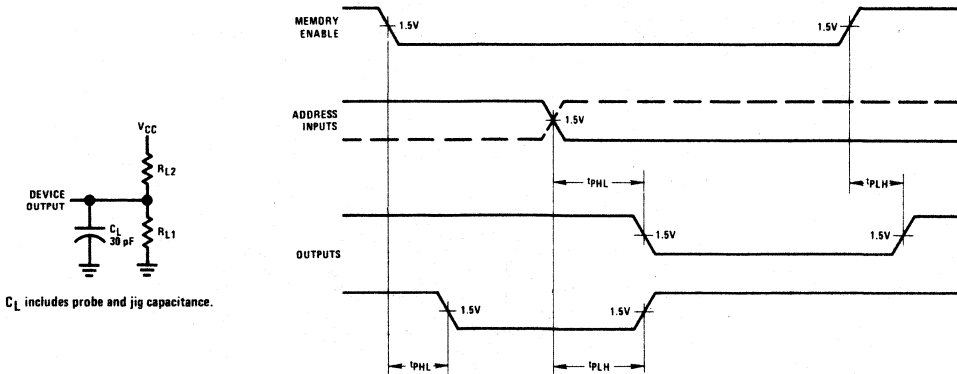 MEMORY
ENABLE
1.5V
1.5V
ADDRESS
INPUTS
1.5V
VCC
RL2
DEVICE
OUTPUT
CL
30 pF
RL1
CL includes probe and jig capacitance.
tPHL
tPLH
1.5V
1.5V
OUTPUTS
1.5V
1.5V
tPHL
tPLH